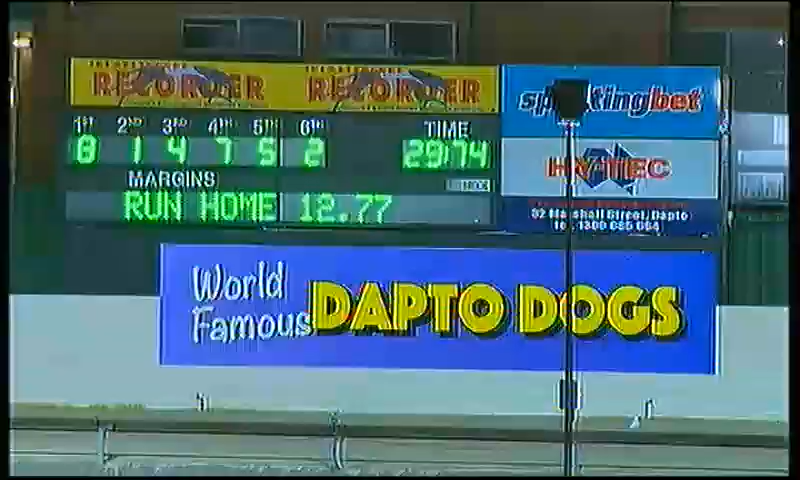 RECORDER RECORDER
sportingbet
1ST 2ND 3RD 4TH 5TH 6TH TIME
8 1 4 7 5 2 29:74
HY-TEC
MARGINS
RUN HOME 12.77
32 Marshall Street, Dapto
World
Famous
DAPTO DOGS